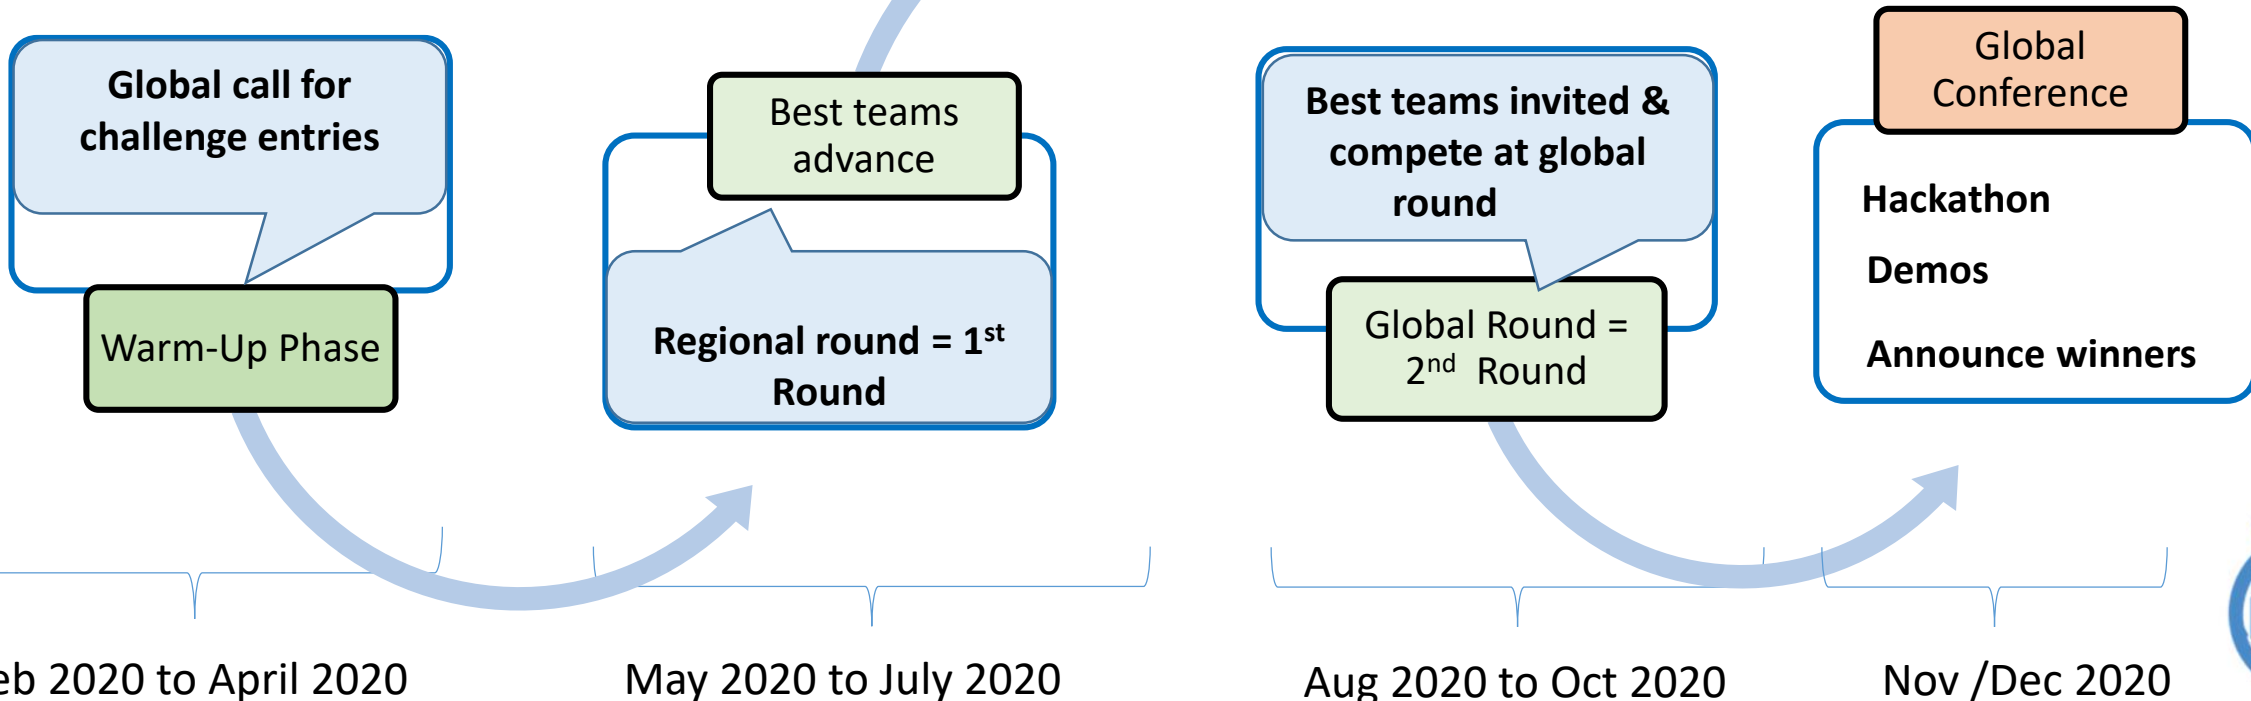 Global call for
challenge entries
Warm-Up Phase
Best teams
advance
Regional round = 1st
Round
Best teams invited &
compete at global
round
Global Round =
2nd Round
Global
Conference
Hackathon
Demos
Announce winners
eb 2020 to April 2020
May 2020 to July 2020
Aug 2020 to Oct 2020
Nov /Dec 2020